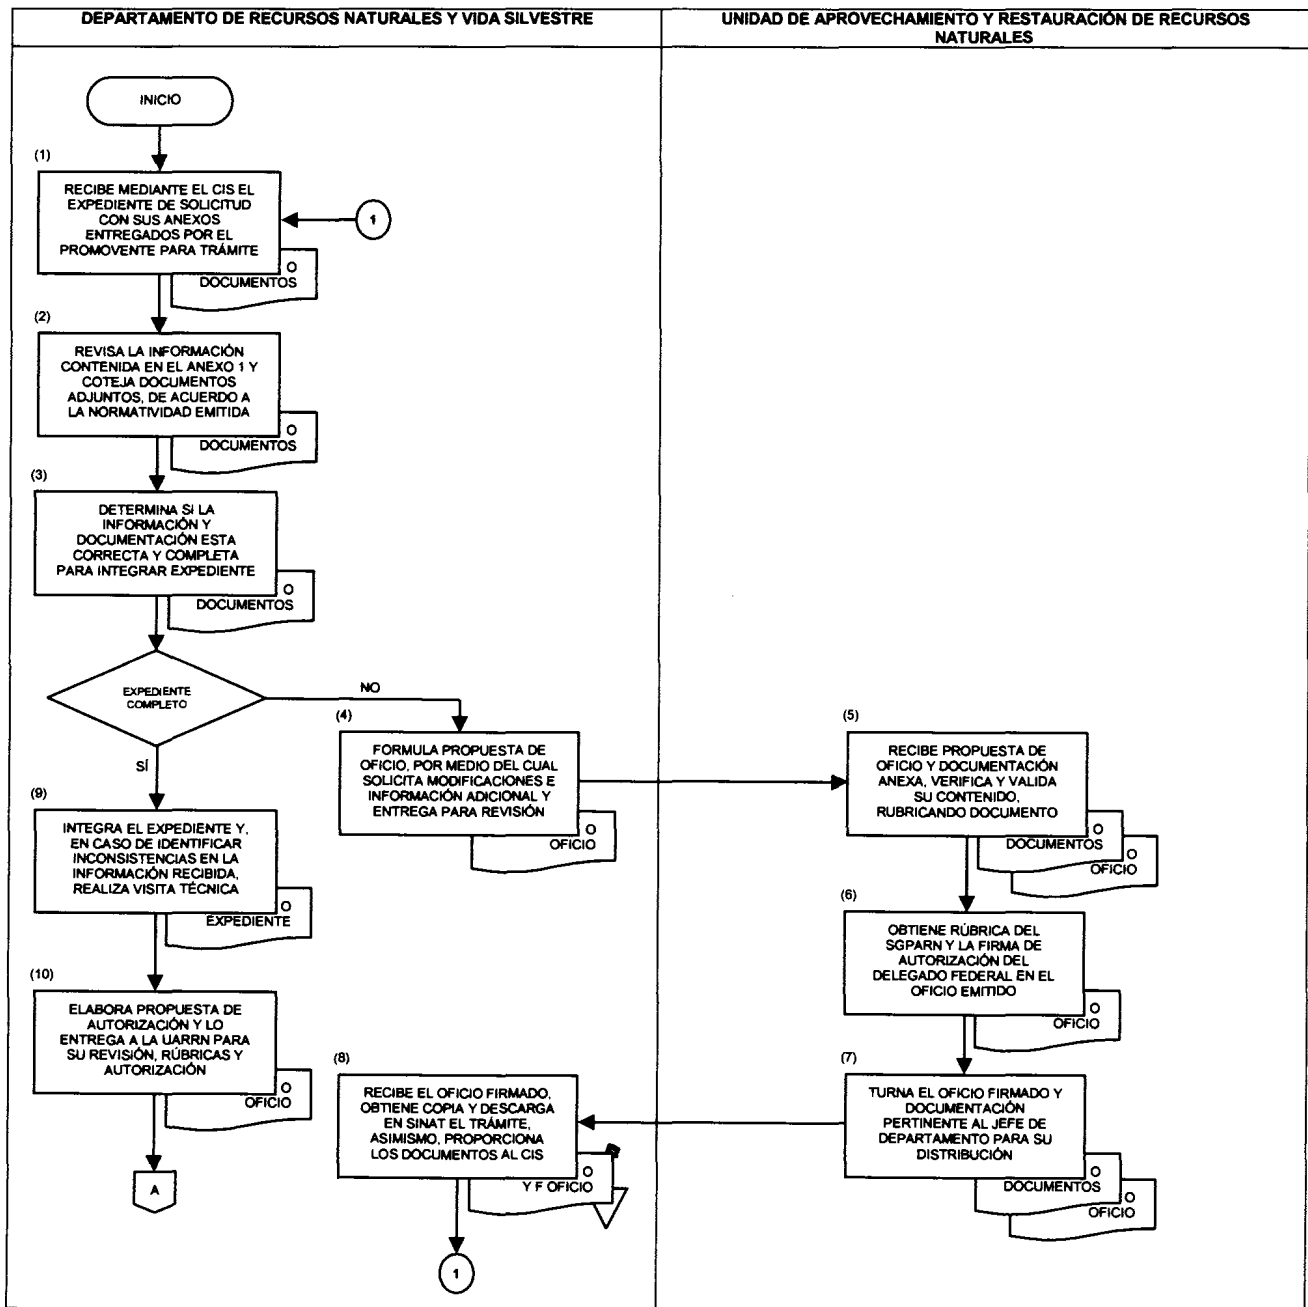 DEPARTAMENTO DE RECURSOS NATURALES Y VIDA SILVESTRE
UNIDAD DE APROVECHAMIENTO Y RESTAURACIÓN DE RECURSOS
NATURALES
INICIO
(1)
RECIBE MEDIANTE EL CIS EL
EXPEDIENTE DE SOLICITUD
CON SUS ANEXOS
ENTREGADOS POR EL
PROMOVENTE PARA TRÁMITE
1
O
DOCUMENTOS
(2)
REVISA LA INFORMACIÓN
CONTENIDA EN EL ANEXO 1 Y
COTEJA DOCUMENTOS
ADJUNTOS, DE ACUERDO A
LA NORMATIVIDAD EMITIDA
O
DOCUMENTOS
(3)
DETERMINA SI LA
INFORMACIÓN Y
DOCUMENTACIÓN ESTA
CORRECTA Y COMPLETA
PARA INTEGRAR EXPEDIENTE
O
DOCUMENTOS
EXPEDIENTE
COMPLETO
NO
SÍ
(4)
FORMULA PROPUESTA DE
OFICIO, POR MEDIO DEL CUAL
SOLICITA MODIFICACIONES E
INFORMACIÓN ADICIONAL Y
ENTREGA PARA REVISIÓN
O
OFICIO
(5)
RECIBE PROPUESTA DE
OFICIO Y DOCUMENTACIÓN
ANEXA, VERIFICA Y VALIDA
SU CONTENIDO,
RUBRICANDO DOCUMENTO
O
DOCUMENTOS
O
OFICIO
(6)
OBTIENE RÚBRICA DEL
SGPARN Y LA FIRMA DE
AUTORIZACIÓN DEL
DELEGADO FEDERAL EN EL
OFICIO EMITIDO
O
OFICIO
(7)
TURNA EL OFICIO FIRMADO Y
DOCUMENTACIÓN
PERTINENTE AL JEFE DE
DEPARTAMENTO PARA SU
DISTRIBUCIÓN
O
DOCUMENTOS
O
OFICIO
(8)
RECIBE EL OFICIO FIRMADO,
OBTIENE COPIA Y DESCARGA
EN SINAT EL TRÁMITE,
ASIMISMO, PROPORCIONA
LOS DOCUMENTOS AL CIS
O
Y F OFICIO
1
(9)
INTEGRA EL EXPEDIENTE Y,
EN CASO DE IDENTIFICAR
INCONSISTENCIAS EN LA
INFORMACIÓN RECIBIDA,
REALIZA VISITA TÉCNICA
O
EXPEDIENTE
(10)
ELABORA PROPUESTA DE
AUTORIZACIÓN Y LO
ENTREGA A LA UARRN PARA
SU REVISIÓN, RÚBRICAS Y
AUTORIZACIÓN
O
OFICIO
A